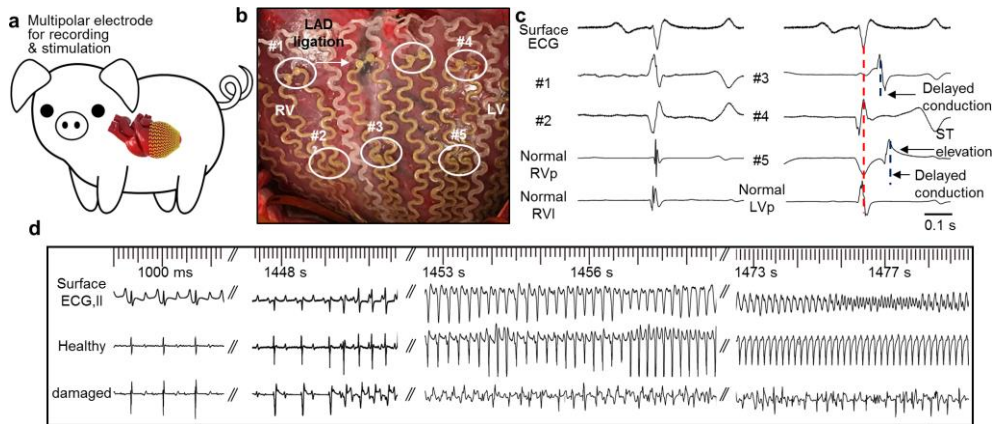 a
Multipolar electrode
for recording
& stimulation
b
LAD
ligation
#1
#4
RV
LV
#2
#3
#5
c
Surface
ECG
#1
#2
Normal
RVp
Normal
RVl
#3
Delayed
conduction
#4
ST
elevation
#5
Delayed
conduction
Normal
LVp
0.1 s
d
1000 ms
1448 s
1453 s
1456 s
1473 s
1477 s
Surface
ECG,II
Healthy
damaged